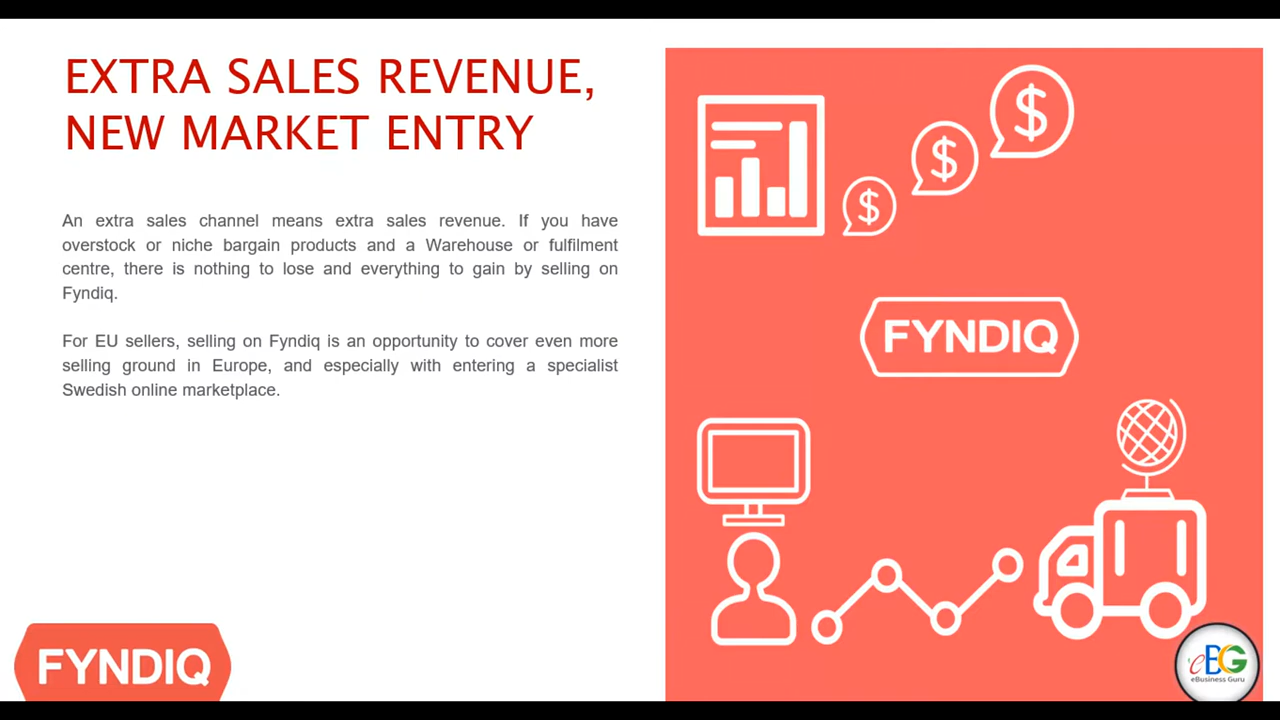 EXTRA SALES REVENUE,
NEW MARKET ENTRY
An extra sales channel means extra sales revenue. If you have
overstock or niche bargain products and a Warehouse or fulfilment
centre, there is nothing to lose and everything to gain by selling on
Fyndiq.
For EU sellers, selling on Fyndiq is an opportunity to cover even more
selling ground in Europe, and especially with entering a specialist
Swedish online marketplace.
$
$
$
FYNDIQ
FYNDIQ
eBG
eBusiness Guru